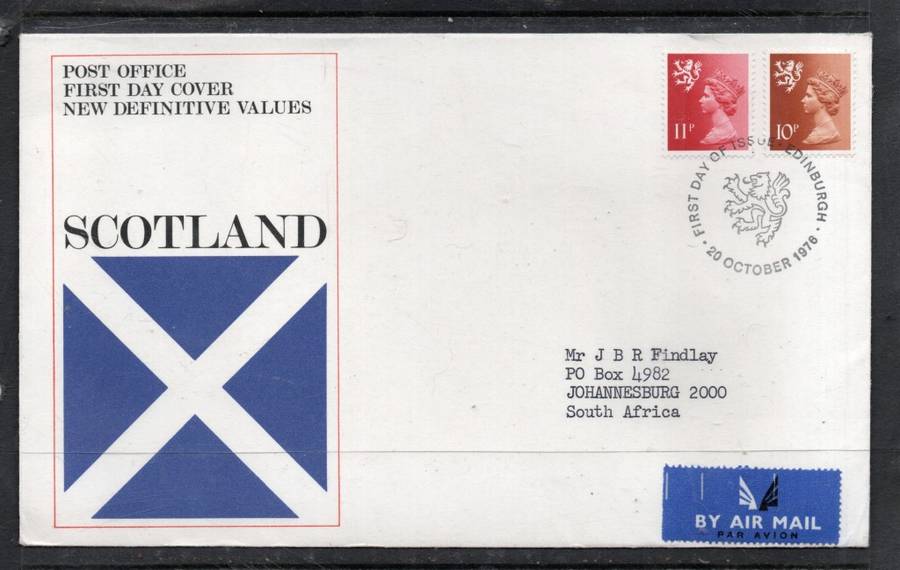 POST OFFICE
FIRST DAY COVER
NEW DEFINITIVE VALUES
SCOTLAND
11P
10P
FIRST DAY OF ISSUE · EDINBURGH ·
· 20 OCTOBER 1976 ·
Mr J B R Findlay
PO Box 4982
JOHANNESBURG 2000
South Africa
BY AIR MAIL
PAR AVION